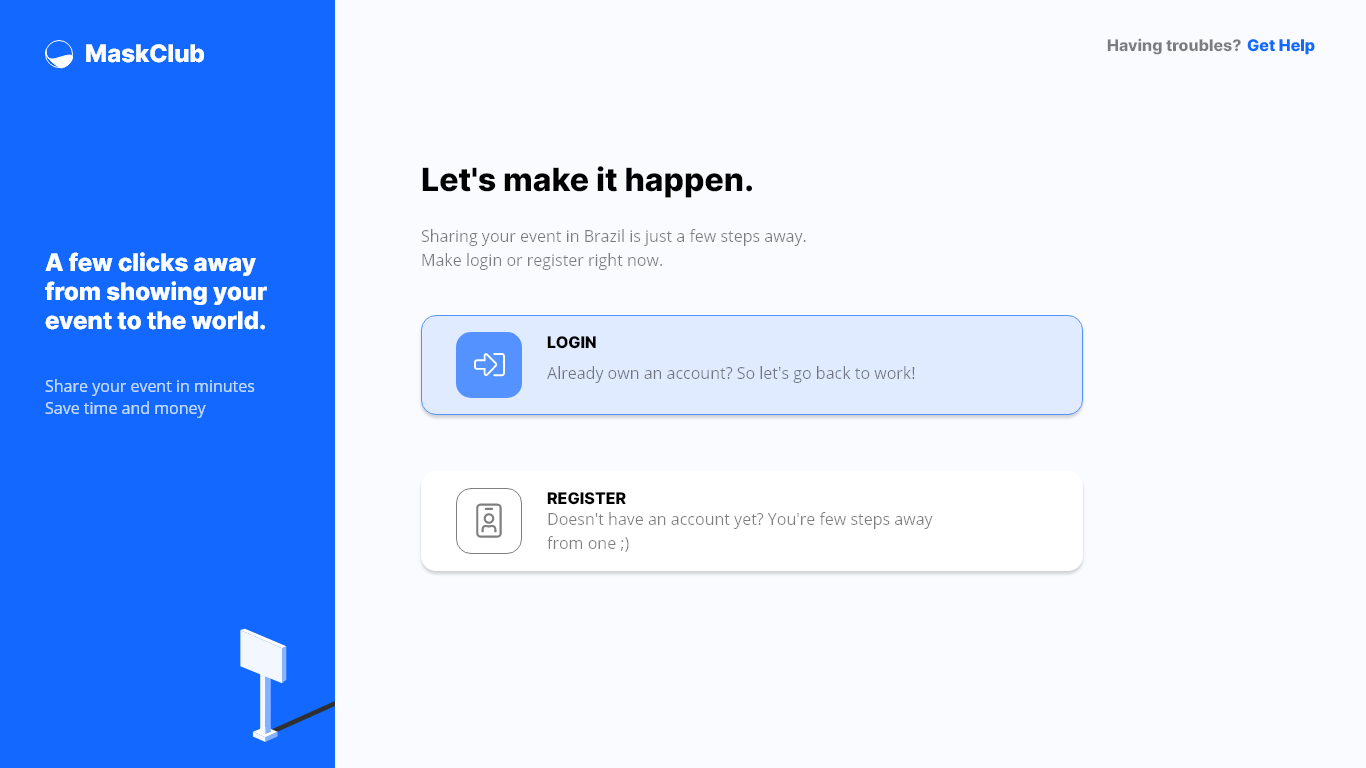 MaskClub
Having troubles? Get Help
A few clicks away
from showing your
event to the world.
Share your event in minutes
Save time and money
Let's make it happen.
Sharing your event in Brazil is just a few steps away.
Make login or register right now.
LOGIN
Already own an account? So let's go back to work!
REGISTER
Doesn't have an account yet? You're few steps away
from one ;)